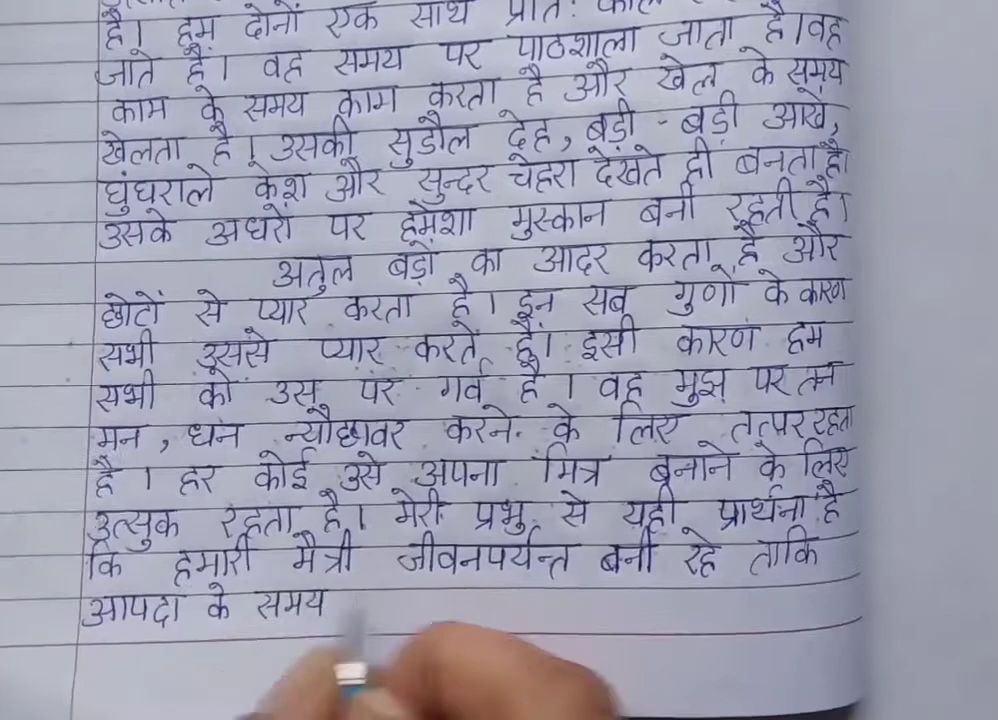 है। हम दोनों एक साथ प्रात:
जाते हैं। वह समय पर पाठशाला जाता है। वह
काम के समय काम करता है और खेल के समय
खेलता है। उसकी सुडौल देह, बड़ी - बड़ी आखें,
घुंघराले केश और सुन्दर चेहरा देखते ही बनता है।
उसके अधरों पर हमेशा मुस्कान बनी रहती है।
अतुल बड़ों का आदर करता है और
छोटों से प्यार करता है। इन सब गुणों के कारण
सभी उससे प्यार करते हैं। इसी कारण हम
सभी को उस पर गर्व है। वह मुझ पर तन
मन, धन न्यौछावर करने के लिए तत्पर रहता
है। हर कोई उसे अपना मित्र बनाने के लिए
उत्सुक रहता है। मेरी प्रभु से यही प्रार्थना है
कि हमारी मैत्री जीवनपर्यन्त बनी रहे ताकि
आपदा के समय